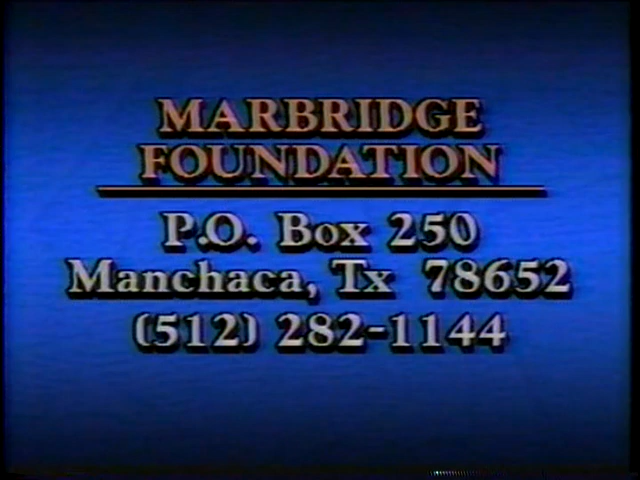 MARBRIDGE
FOUNDATION
P.O. Box 250
Manchaca, Tx 78652
(512) 282-1144